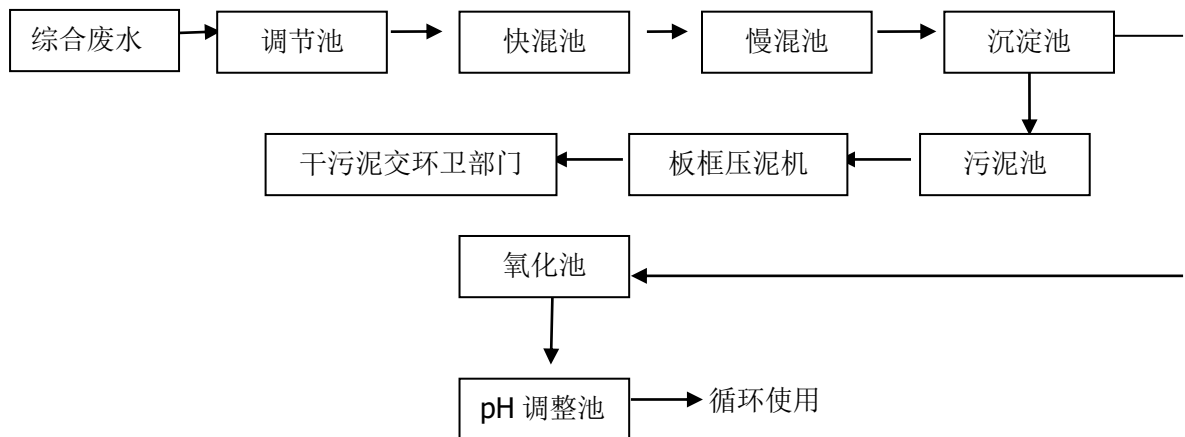 综合废水
调节池
快混池
慢混池
沉淀池
干污泥交环卫部门
板框压泥机
污泥池
氧化池
pH 调整池
循环使用